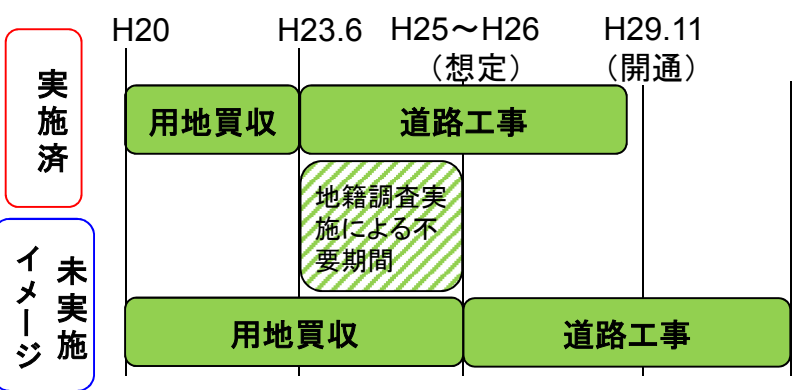 H20
H23.6
H25～H26
（想定）
H29.11
（開通）
実施済
用地買収
道路工事
地籍調査実
施による不
要期間
未実施
イメージ
用地買収
道路工事